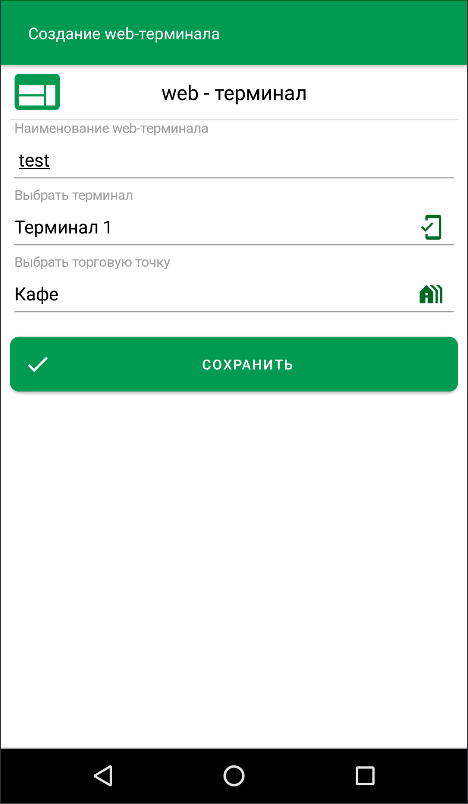 Создание web-терминала
web - терминал
Наименование web-терминала
test
Выбрать терминал
Терминал 1
Выбрать торговую точку
Кафе
СОХРАНИТЬ